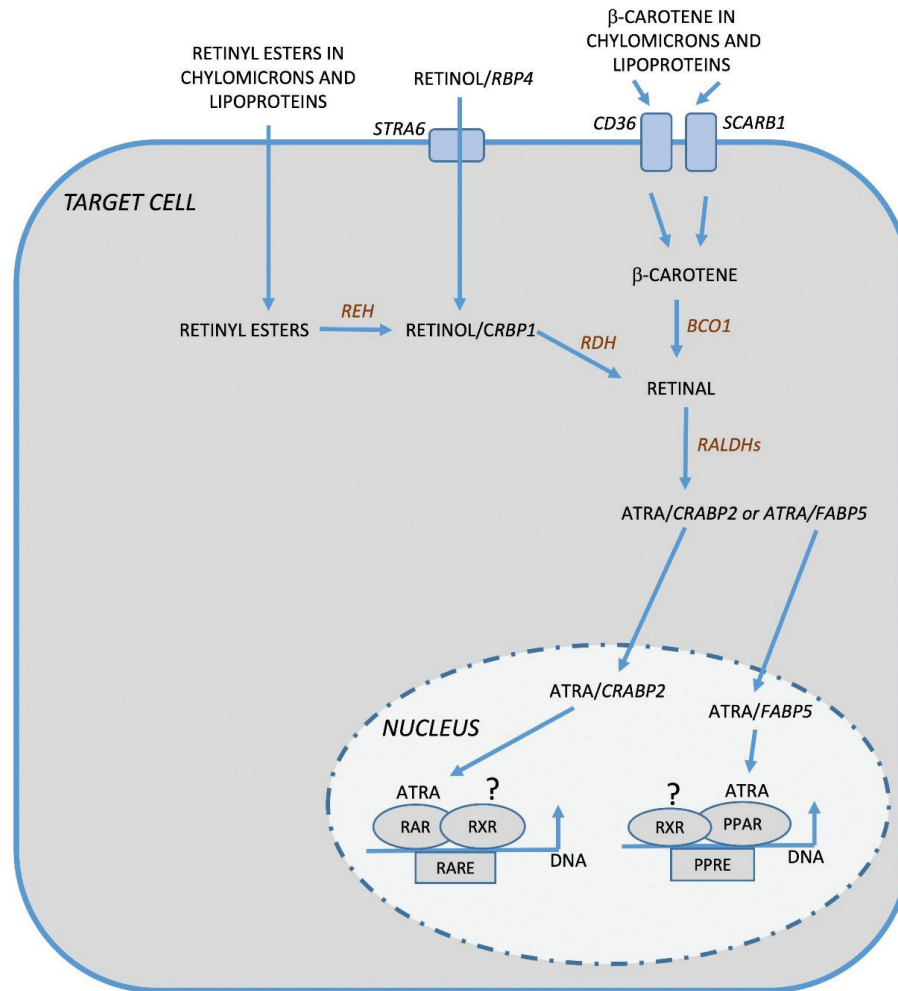 RETINYL ESTERS IN
CHYLOMICRONS AND
LIPOPROTEINS
RETINOL/RBP4
β-CAROTENE IN
CHYLOMICRONS AND
LIPOPROTEINS
STRA6
CD36
SCARB1
TARGET CELL
β-CAROTENE
RETINYL ESTERS
REH
RETINOL/CRBP1
RDH
BCO1
RETINAL
RALDHs
ATRA/CRABP2 or ATRA/FABP5
NUCLEUS
ATRA/CRABP2
ATRA/FABP5
ATRA
?
RAR
RXR
RARE
DNA
?
ATRA
RXR
PPAR
PPRE
DNA